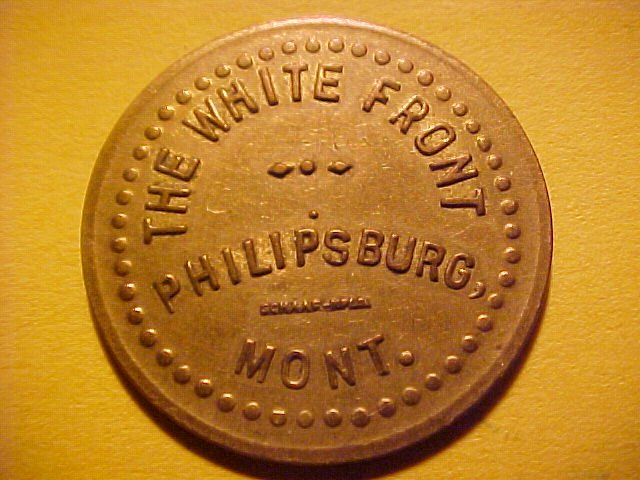 THE WHITE FRONT
PHILIPSBURG,
MONT.